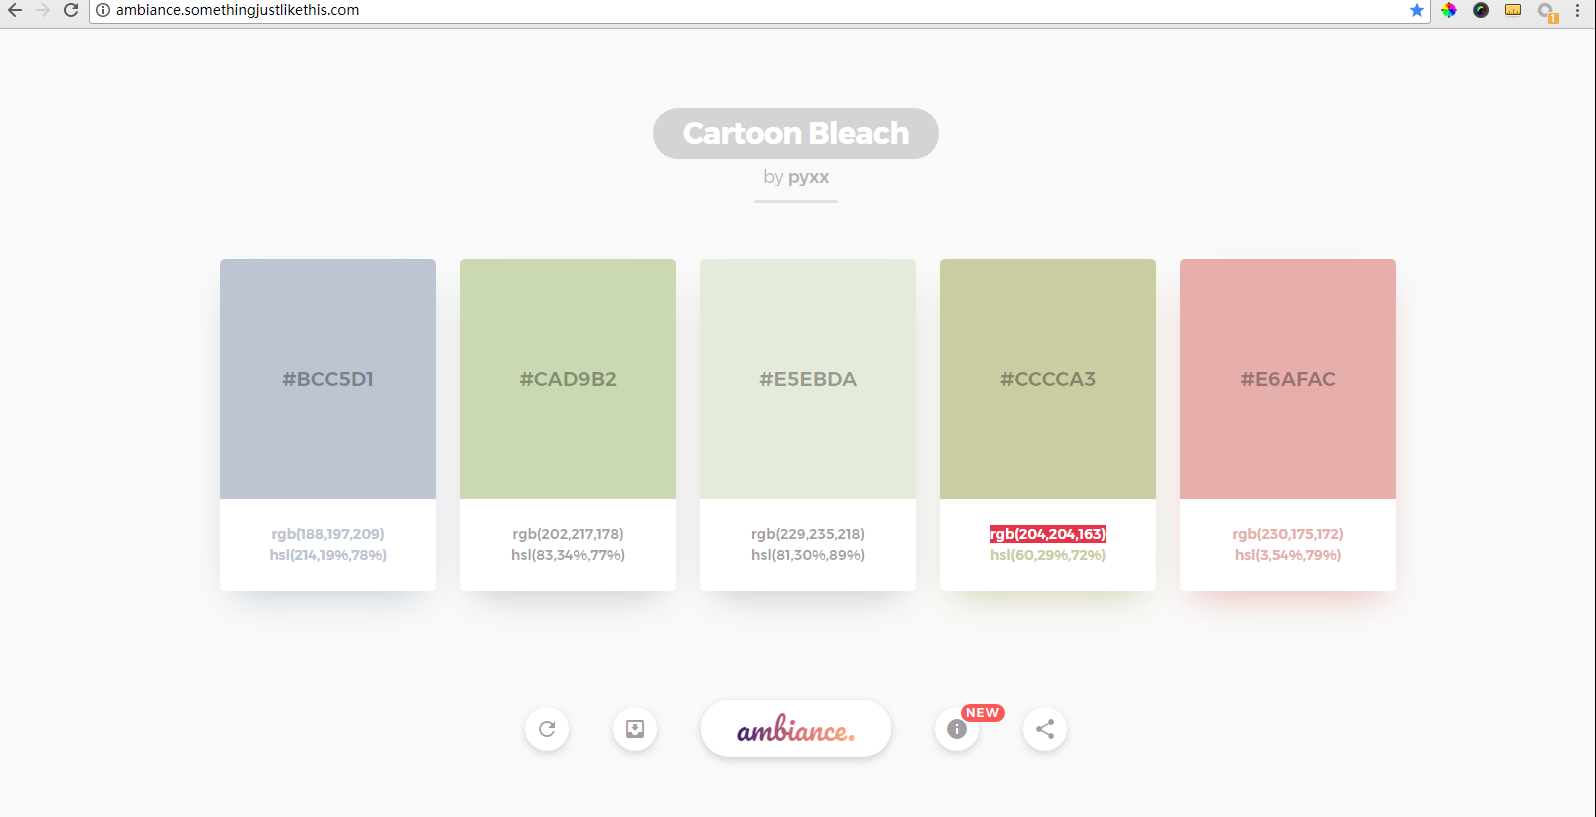 ambiance.somethingjustlikethis.com
1
Cartoon Bleach
by pyxx
#BCC5D1
#CAD9B2
#E5EBDA
#CCCCA3
#E6AFAC
rgb(188,197,209)
hsl(214,19%,78%)
rgb(202,217,178)
hsl(83,34%,77%)
rgb(229,235,218)
hsl(81,30%,89%)
rgb(204,204,163)
hsl(60,29%,72%)
rgb(230,175,172)
hsl(3,54%,79%)
ambiance.
NEW